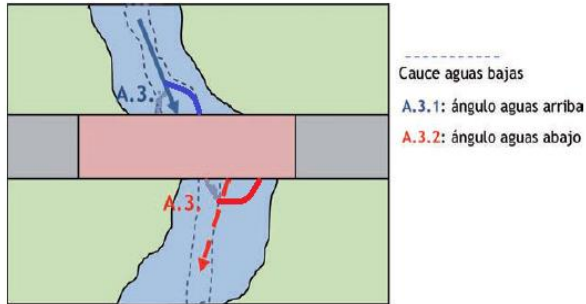 A.3.
A.3.
Cauce aguas bajas
A.3.1: ángulo aguas arriba
A.3.2: ángulo aguas abajo